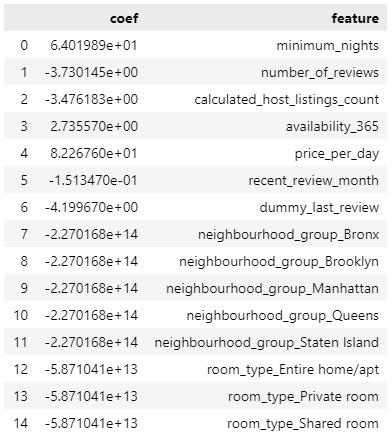 coef feature
0 6.401989e+01 minimum_nights
1 -3.730145e+00 number_of_reviews
2 -3.476183e+00 calculated_host_listings_count
3 2.735570e+00 availability_365
4 8.226760e+01 price_per_day
5 -1.513470e-01 recent_review_month
6 -4.199670e+00 dummy_last_review
7 -2.270168e+14 neighbourhood_group_Bronx
8 -2.270168e+14 neighbourhood_group_Brooklyn
9 -2.270168e+14 neighbourhood_group_Manhattan
10 -2.270168e+14 neighbourhood_group_Queens
11 -2.270168e+14 neighbourhood_group_Staten Island
12 -5.871041e+13 room_type_Entire home/apt
13 -5.871041e+13 room_type_Private room
14 -5.871041e+13 room_type_Shared room